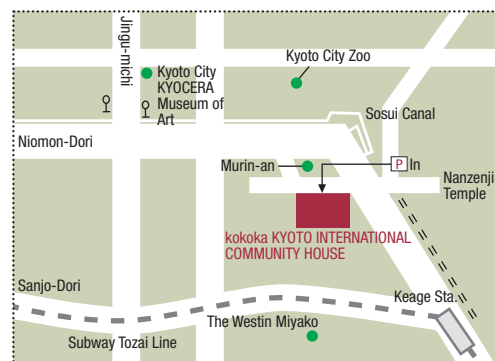 Jingu-michi
Kyoto City
KYOCERA
Museum of
Art
Kyoto City Zoo
Sosui Canal
Niomon-Dori
Murin-an
P In
Nanzenji
Temple
kokoka KYOTO INTERNATIONAL
COMMUNITY HOUSE
Sanjo-Dori
Keage Sta.
The Westin Miyako
Subway Tozai Line